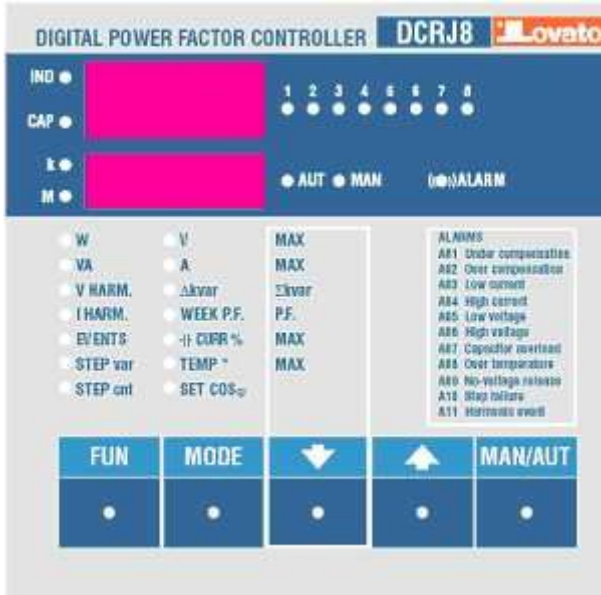 DIGITAL POWER FACTOR CONTROLLER DCRJ8 Lovato
IND
1 2 3 4 5 6 7 8
CAP
k
AUT MAN ALARM
M
W V MAX
VA A MAX
V HARM. Δkvar Σkvar
I HARM. WEEK P.F. P.F.
EVENTS ⊣⊢ CURR % MAX
STEP var TEMP ° MAX
STEP cnt SET COSφ
ALARMS
A01 Under compensation
A02 Over compensation
A03 Low current
A04 High current
A05 Low voltage
A06 High voltage
A07 Capacitor overload
A08 Over temperature
A09 No-voltage release
A10 Step failure
A11 Harmonic event
FUN MODE MAN/AUT